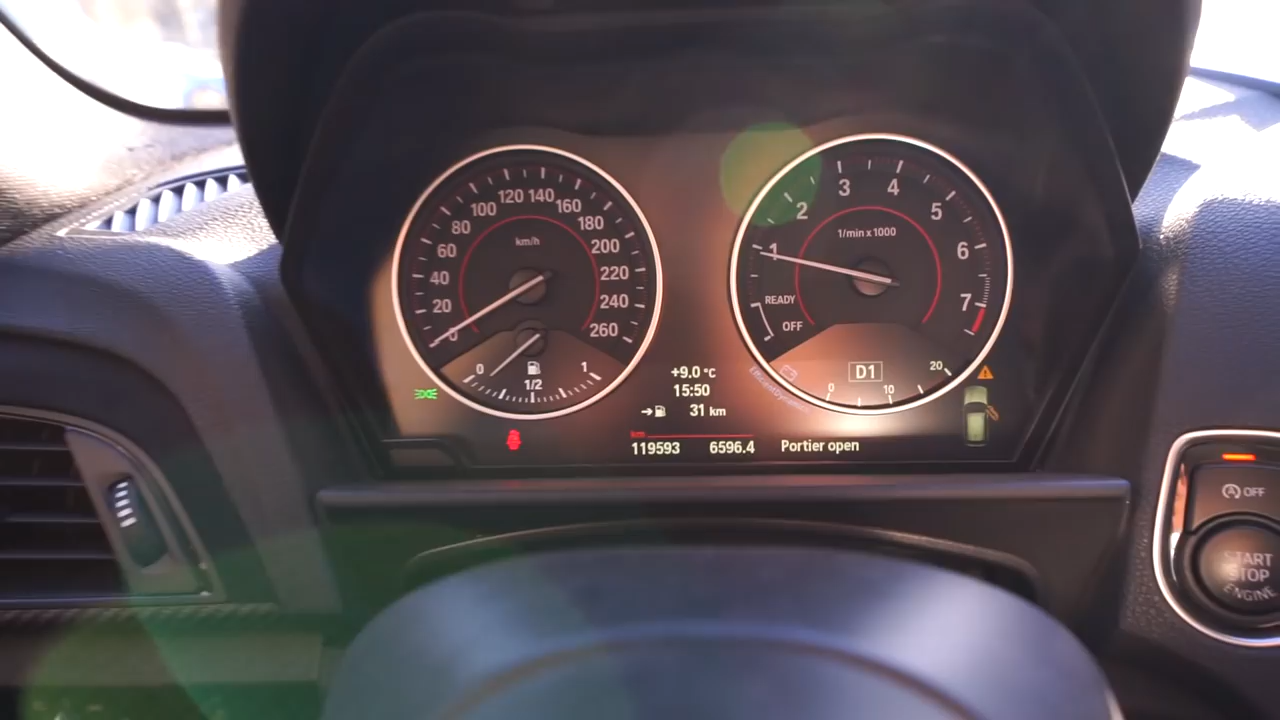 km/h
0 20 40 60 80 100 120 140 160 180 200 220 240 260
0 1/2 1
1/min x 1000
1 2 3 4 5 6 7
READY
OFF
D1
0 10 20
EfficientDynamics
+9.0 °C
15:50
31 km
km
119593 6596.4
Portier open
A OFF
START
STOP
ENGINE